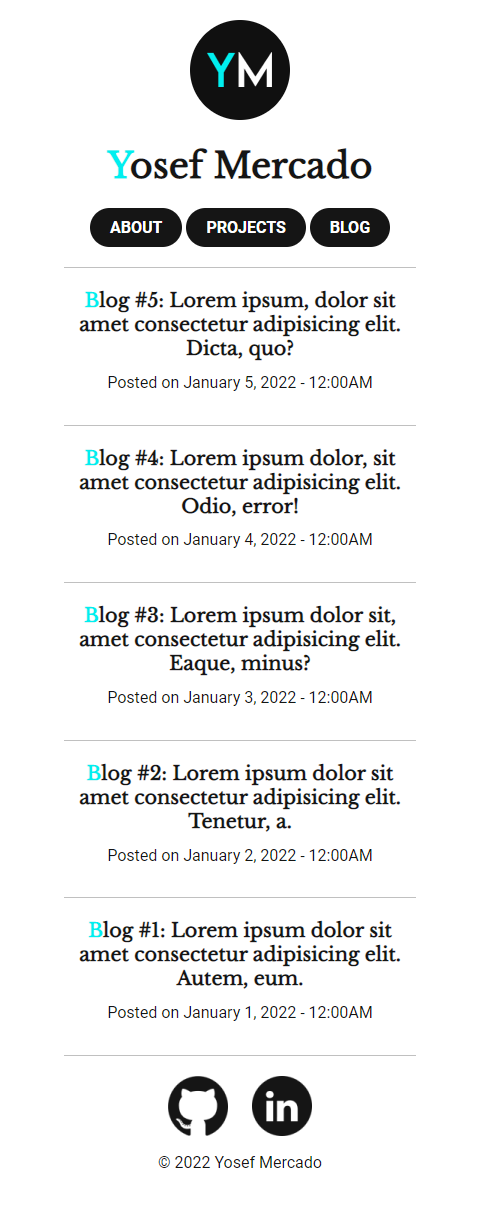 YM
Yosef Mercado
ABOUT PROJECTS BLOG
Blog #5: Lorem ipsum, dolor sit
amet consectetur adipisicing elit.
Dicta, quo?
Posted on January 5, 2022 - 12:00AM
Blog #4: Lorem ipsum dolor, sit
amet consectetur adipisicing elit.
Odio, error!
Posted on January 4, 2022 - 12:00AM
Blog #3: Lorem ipsum dolor sit,
amet consectetur adipisicing elit.
Eaque, minus?
Posted on January 3, 2022 - 12:00AM
Blog #2: Lorem ipsum dolor sit
amet consectetur adipisicing elit.
Tenetur, a.
Posted on January 2, 2022 - 12:00AM
Blog #1: Lorem ipsum dolor sit
amet consectetur adipisicing elit.
Autem, eum.
Posted on January 1, 2022 - 12:00AM
in
© 2022 Yosef Mercado